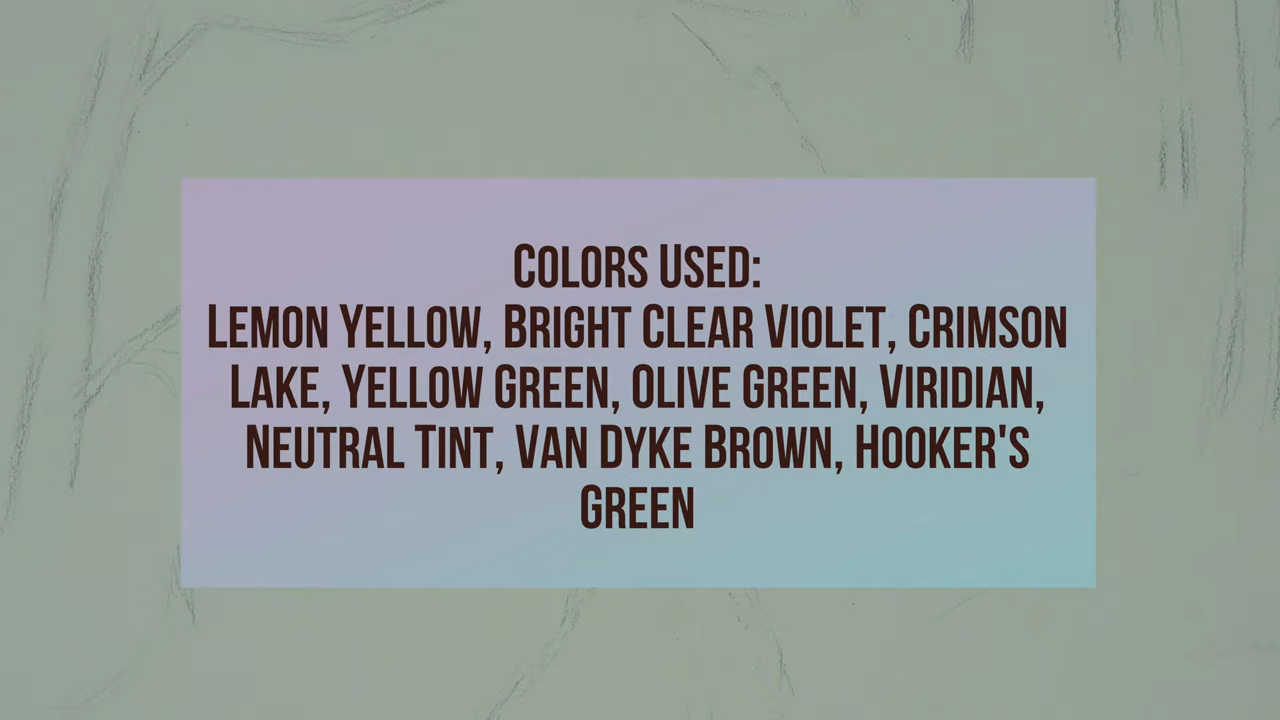 Colors Used:
Lemon Yellow, Bright Clear Violet, Crimson
Lake, Yellow Green, Olive Green, Viridian,
Neutral Tint, Van Dyke Brown, Hooker's
Green